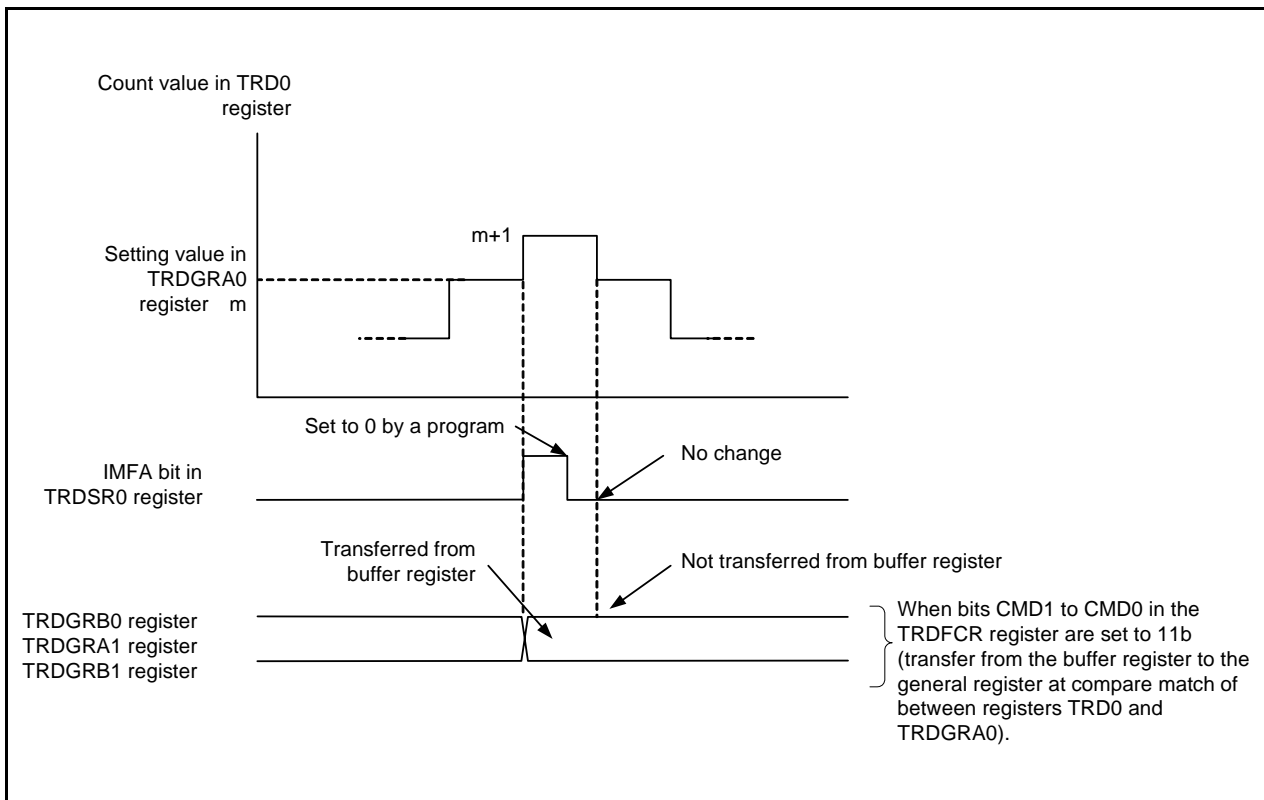 Count value in TRD0
register
m+1
Setting value in
TRDGRA0
register m
Set to 0 by a program
No change
IMFA bit in
TRDSR0 register
Transferred from
buffer register
Not transferred from buffer register
TRDGRB0 register
TRDGRA1 register
TRDGRB1 register
When bits CMD1 to CMD0 in the
TRDFCR register are set to 11b
(transfer from the buffer register to the
general register at compare match of
between registers TRD0 and
TRDGRA0).